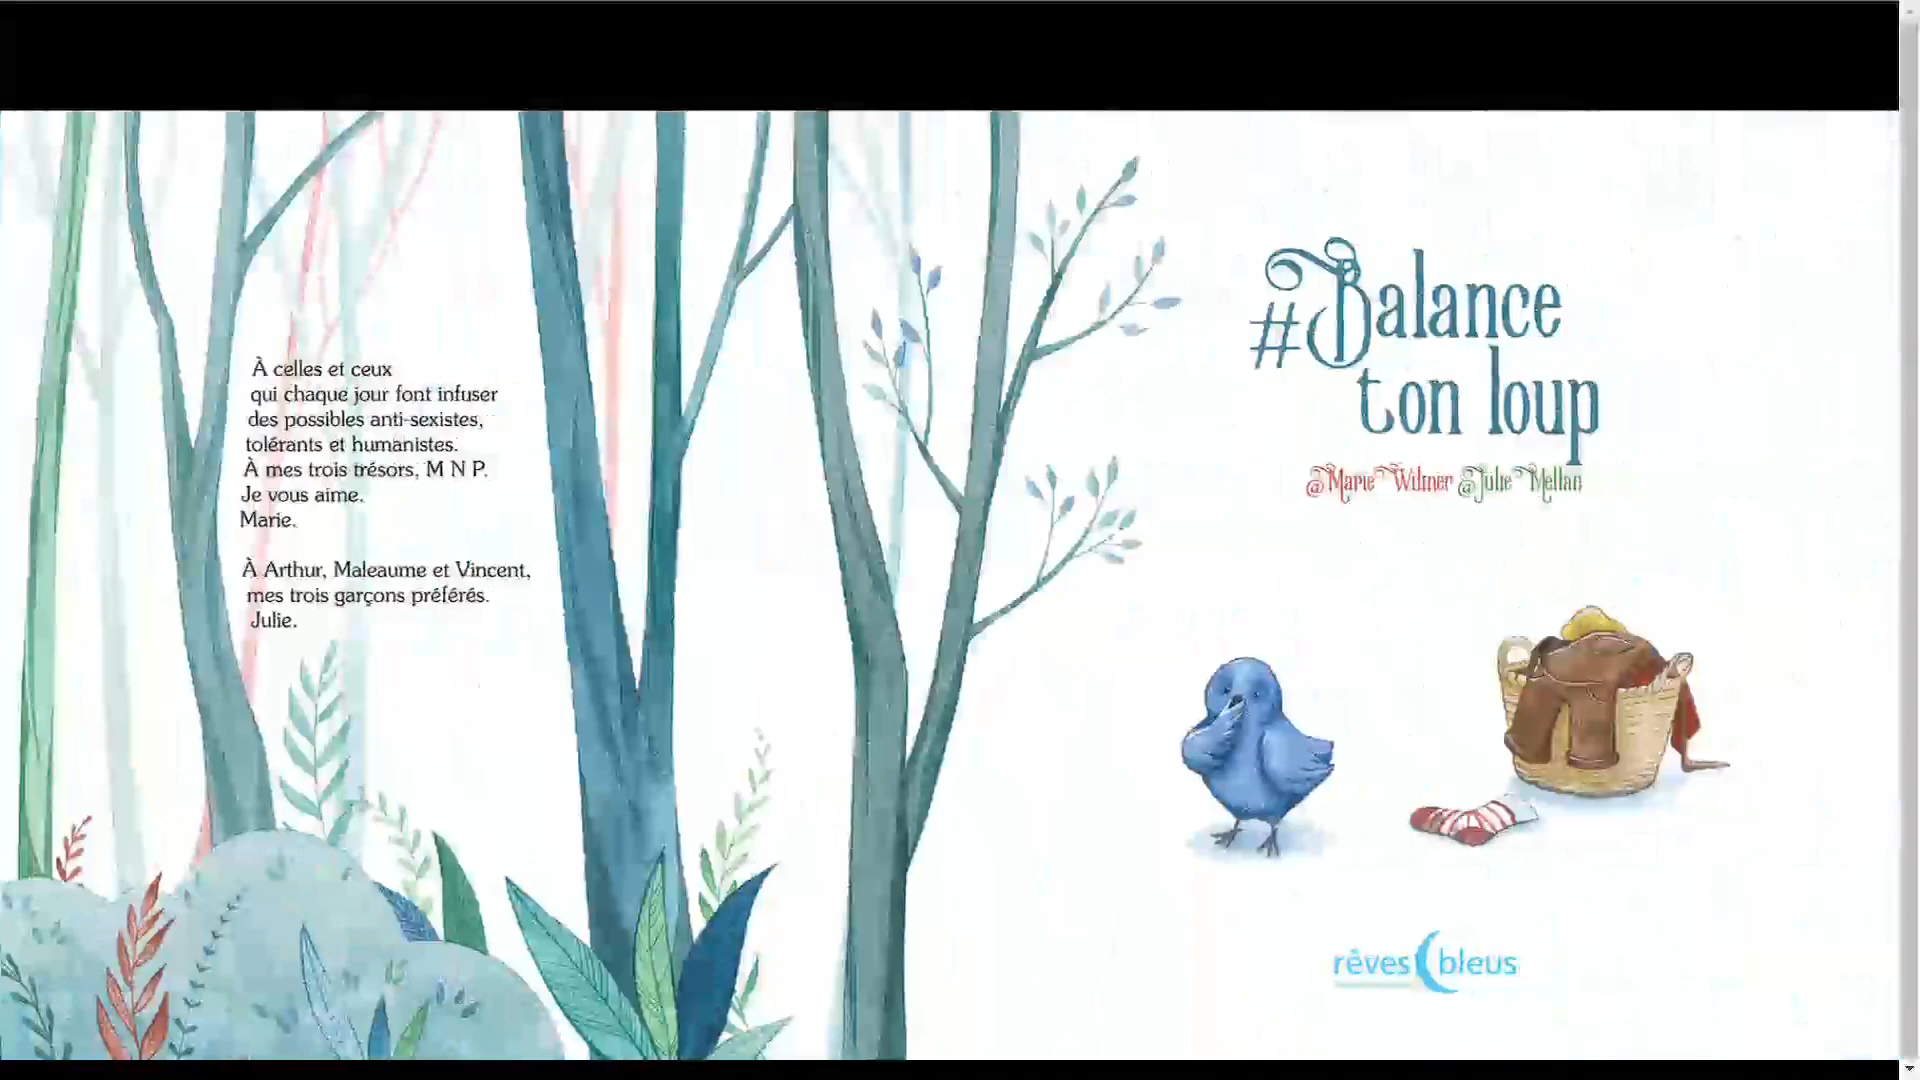 À celles et ceux
qui chaque jour font infuser
des possibles anti-sexistes,
tolérants et humanistes.
À mes trois trésors, M N P.
Je vous aime.
Marie.
À Arthur, Maleaume et Vincent,
mes trois garçons préférés.
Julie.
#Balance
ton loup
@Marie Wilmer @Julie Mellan
rêves bleus